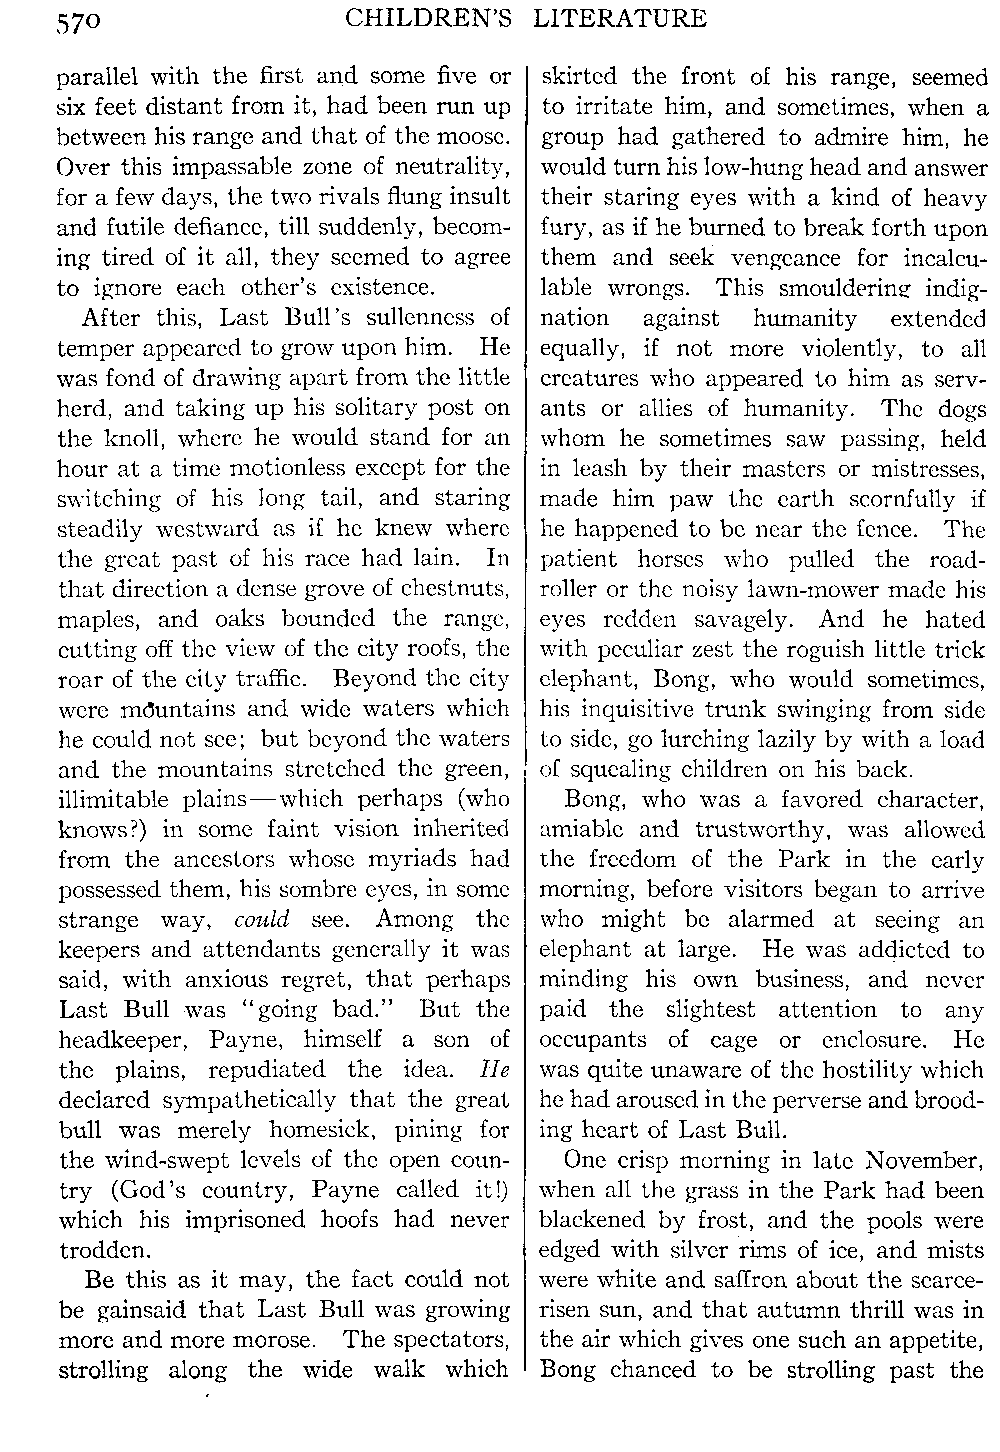 570 CHILDREN'S LITERATURE
parallel with the first and some five or
six feet distant from it, had been run up
between his range and that of the moose.
Over this impassable zone of neutrality,
for a few days, the two rivals flung insult
and futile defiance, till suddenly, becom-
ing tired of it all, they seemed to agree
to ignore each other's existence.
After this, Last Bull's sullenness of
temper appeared to grow upon him. He
was fond of drawing apart from the little
herd, and taking up his solitary post on
the knoll, where he would stand for an
hour at a time motionless except for the
switching of his long tail, and staring
steadily westward as if he knew where
the great past of his race had lain. In
that direction a dense grove of chestnuts,
maples, and oaks bounded the range,
cutting off the view of the city roofs, the
roar of the city traffic. Beyond the city
were mountains and wide waters which
he could not see; but beyond the waters
and the mountains stretched the green,
illimitable plains—which perhaps (who
knows?) in some faint vision inherited
from the ancestors whose myriads had
possessed them, his sombre eyes, in some
strange way, could see. Among the
keepers and attendants generally it was
said, with anxious regret, that perhaps
Last Bull was "going bad." But the
headkeeper, Payne, himself a son of
the plains, repudiated the idea. He
declared sympathetically that the great
bull was merely homesick, pining for
the wind-swept levels of the open coun-
try (God's country, Payne called it!)
which his imprisoned hoofs had never
trodden.
Be this as it may, the fact could not
be gainsaid that Last Bull was growing
more and more morose. The spectators,
strolling along the wide walk which
skirted the front of his range, seemed
to irritate him, and sometimes, when a
group had gathered to admire him, he
would turn his low-hung head and answer
their staring eyes with a kind of heavy
fury, as if he burned to break forth upon
them and seek vengeance for incalcu-
lable wrongs. This smouldering indig-
nation against humanity extended
equally, if not more violently, to all
creatures who appeared to him as serv-
ants or allies of humanity. The dogs
whom he sometimes saw passing, held
in leash by their masters or mistresses,
made him paw the earth scornfully if
he happened to be near the fence. The
patient horses who pulled the road-
roller or the noisy lawn-mower made his
eyes redden savagely. And he hated
with peculiar zest the roguish little trick
elephant, Bong, who would sometimes,
his inquisitive trunk swinging from side
to side, go lurching lazily by with a load
of squealing children on his back.
Bong, who was a favored character,
amiable and trustworthy, was allowed
the freedom of the Park in the early
morning, before visitors began to arrive
who might be alarmed at seeing an
elephant at large. He was addicted to
minding his own business, and never
paid the slightest attention to any
occupants of cage or enclosure. He
was quite unaware of the hostility which
he had aroused in the perverse and brood-
ing heart of Last Bull.
One crisp morning in late November,
when all the grass in the Park had been
blackened by frost, and the pools were
edged with silver rims of ice, and mists
were white and saffron about the scarce-
risen sun, and that autumn thrill was in
the air which gives one such an appetite,
Bong chanced to be strolling past the